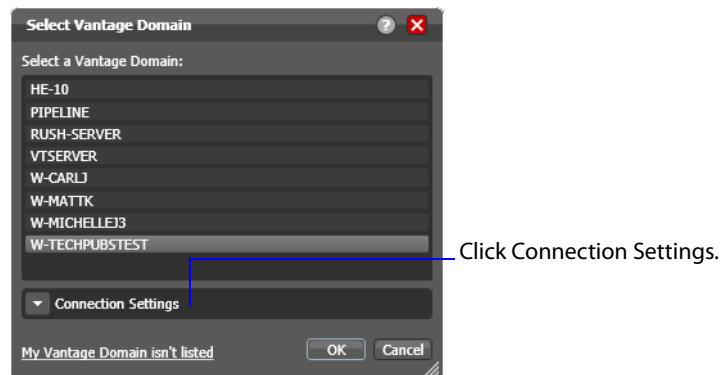 Select Vantage Domain
?
Select a Vantage Domain:
HE-10
PIPELINE
RUSH-SERVER
VTSERVER
W-CARLJ
W-MATTK
W-MICHELLEJ3
W-TECHPUBSTEST
Click Connection Settings.
Connection Settings
My Vantage Domain isn't listed
OK Cancel